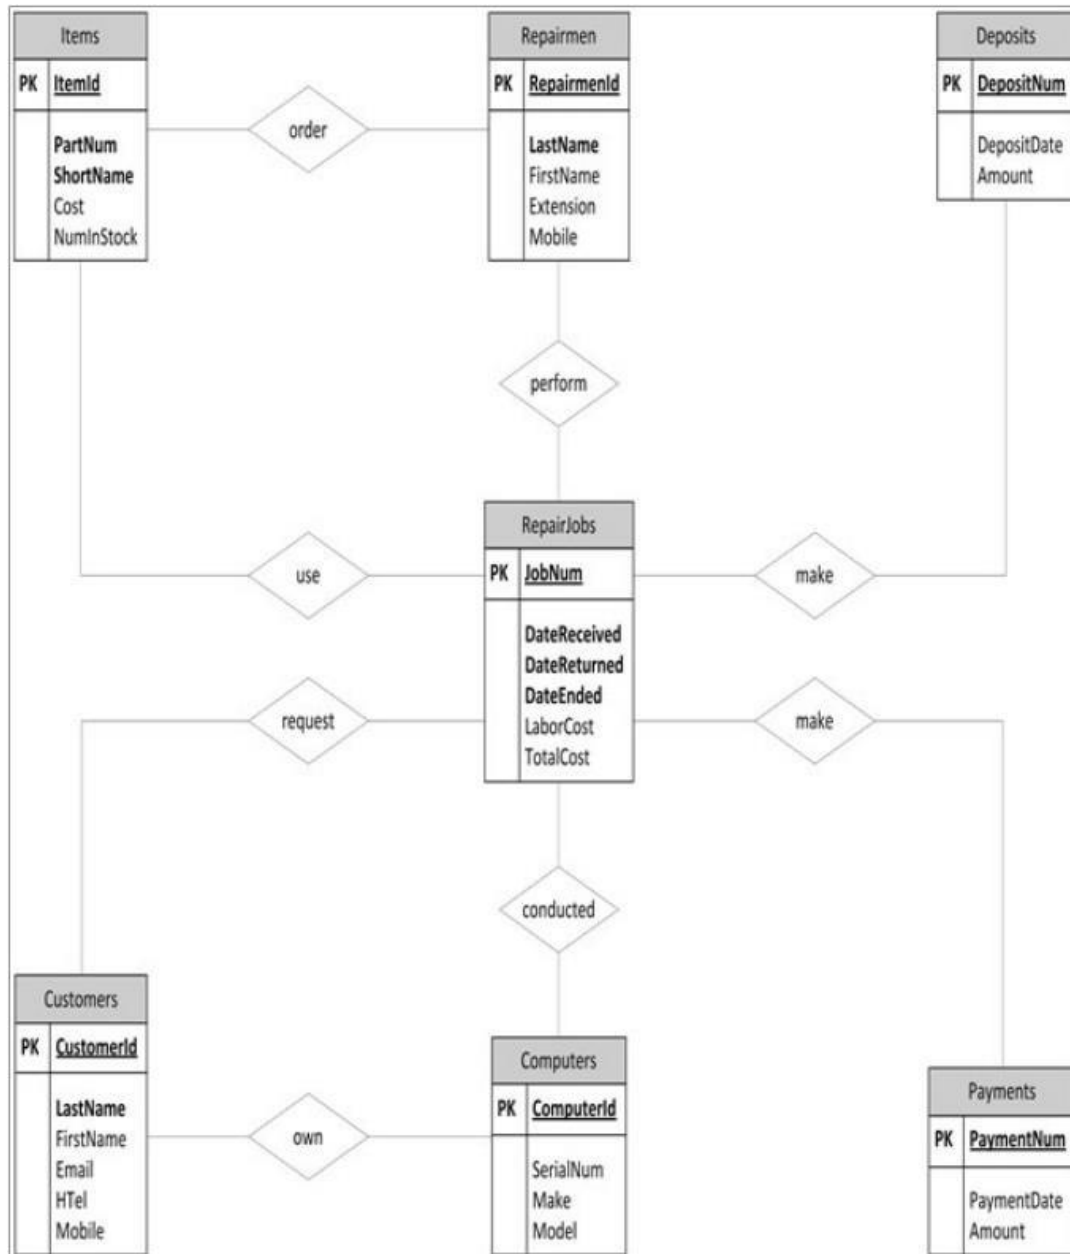 Items
PK ItemId
PartNum
ShortName
Cost
NumInStock
order
Repairmen
PK RepairmenId
LastName
FirstName
Extension
Mobile
Deposits
PK DepositNum
DepositDate
Amount
perform
use
RepairJobs
PK JobNum
DateReceived
DateReturned
DateEnded
LaborCost
TotalCost
make
request
make
conducted
Customers
PK CustomerId
LastName
FirstName
Email
HTel
Mobile
own
Computers
PK ComputerId
SerialNum
Make
Model
Payments
PK PaymentNum
PaymentDate
Amount